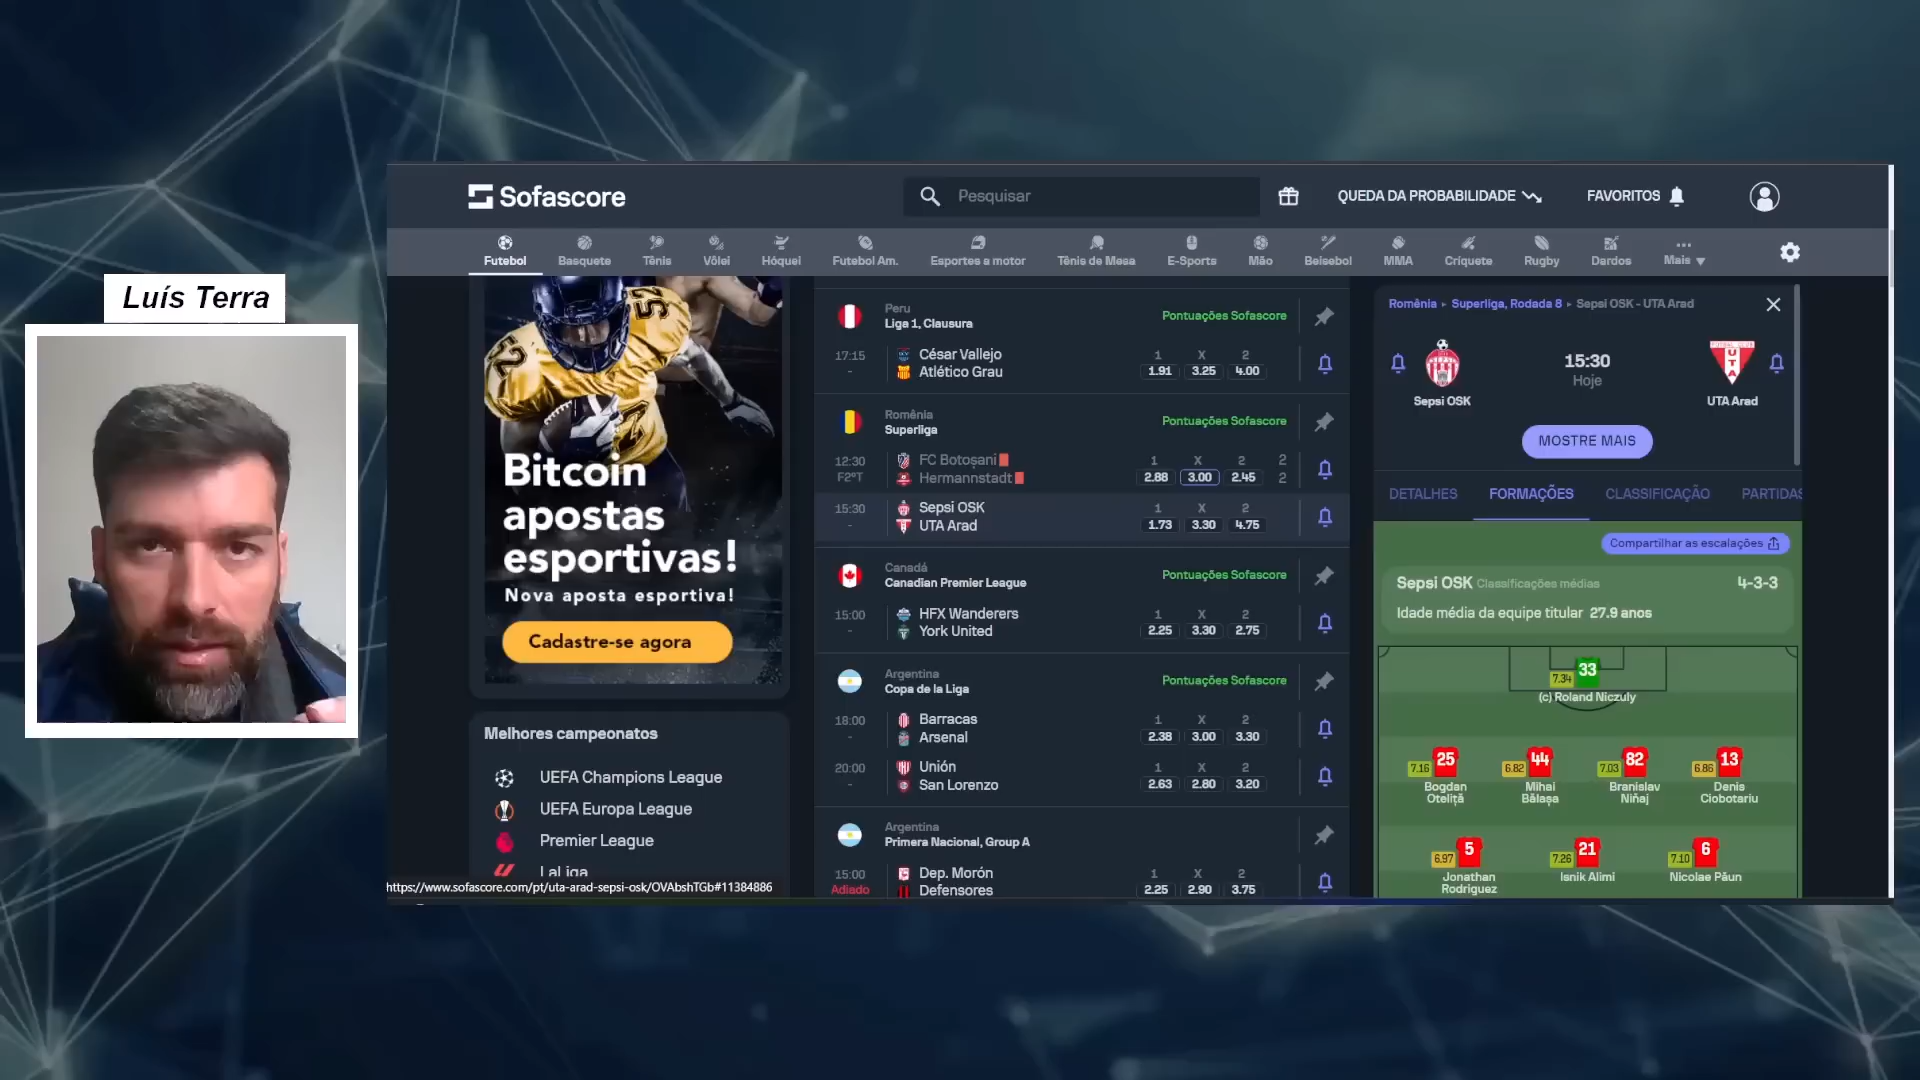 Luís Terra
Sofascore
Pesquisar
QUEDA DA PROBABILIDADE
FAVORITOS
Futebol
Basquete
Tênis
Vôlei
Hóquei
Futebol Am.
Esportes a motor
Tênis de Mesa
E-Sports
Mão
Beisebol
MMA
Críquete
Rugby
Dardos
Mais
52
Bitcoin
apostas
esportivas!
Nova aposta esportiva!
Cadastre-se agora
Melhores campeonatos
UEFA Champions League
UEFA Europa League
Premier League
LaLiga
https://www.sofascore.com/pt/uta-arad-sepsi-osk/OVAbshTGb#11384886
Peru
Liga 1, Clausura
Pontuações Sofascore
17:15
-
César Vallejo
Atlético Grau
1 X 2
1.91 3.25 4.00
Romênia
Superliga
Pontuações Sofascore
12:30
F2°T
FC Botoșani
Hermannstadt
1 X 2 2
2.88 3.00 2.45 2
15:30
-
Sepsi OSK
UTA Arad
1 X 2
1.73 3.30 4.75
Canadá
Canadian Premier League
Pontuações Sofascore
15:00
-
HFX Wanderers
York United
1 X 2
2.25 3.30 2.75
Argentina
Copa de la Liga
Pontuações Sofascore
18:00
-
Barracas
Arsenal
1 X 2
2.38 3.00 3.30
20:00
-
Unión
San Lorenzo
1 X 2
2.63 2.80 3.20
Argentina
Primera Nacional, Group A
15:00
Adiado
Dep. Morón
Defensores
1 X 2
2.25 2.90 3.75
Romênia
Superliga, Rodada 8
Sepsi OSK - UTA Arad
15:30
Hoje
Sepsi OSK
UTA Arad
MOSTRE MAIS
DETALHES
FORMAÇÕES
CLASSIFICAÇÃO
PARTIDAS
Compartilhar as escalações
Sepsi OSK Classificações médias 4-3-3
Idade média da equipe titular 27.9 anos
33
7.34
(c) Roland Niczuly
25
7.16
Bogdan
Oteliță
44
6.82
Mihai
Bălașa
82
7.03
Branislav
Niňaj
13
6.86
Denis
Ciobotariu
5
6.97
Jonathan
Rodriguez
21
7.26
Isnik Alimi
6
7.10
Nicolae Păun